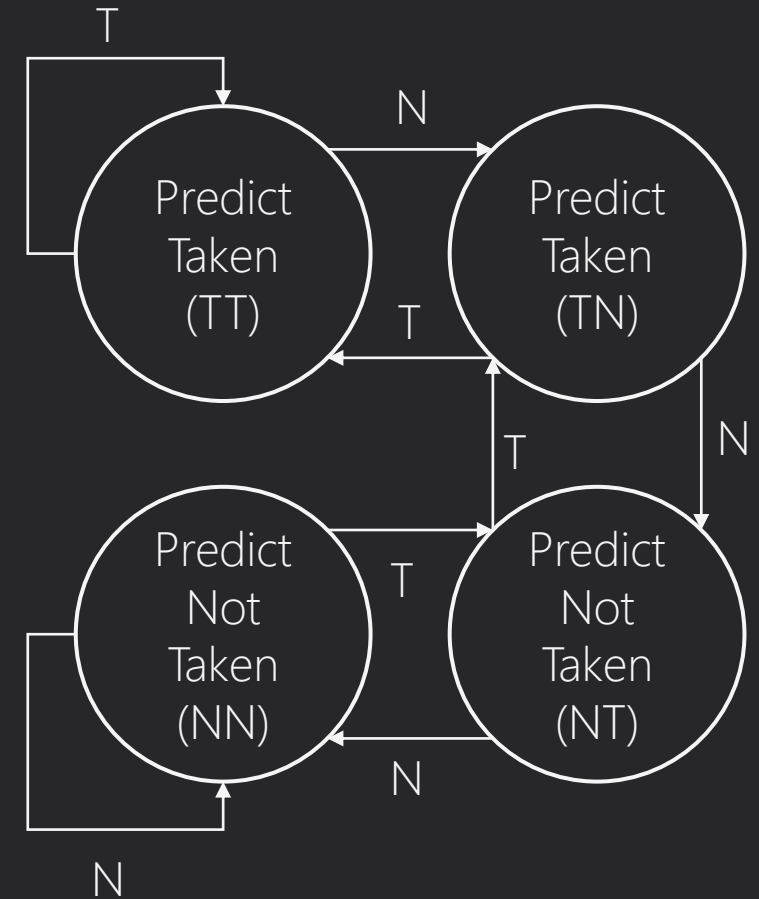 T
N
Predict
Taken
(TT)
Predict
Taken
(TN)
T
N
T
Predict
Not
Taken
(NN)
T
Predict
Not
Taken
(NT)
N
N